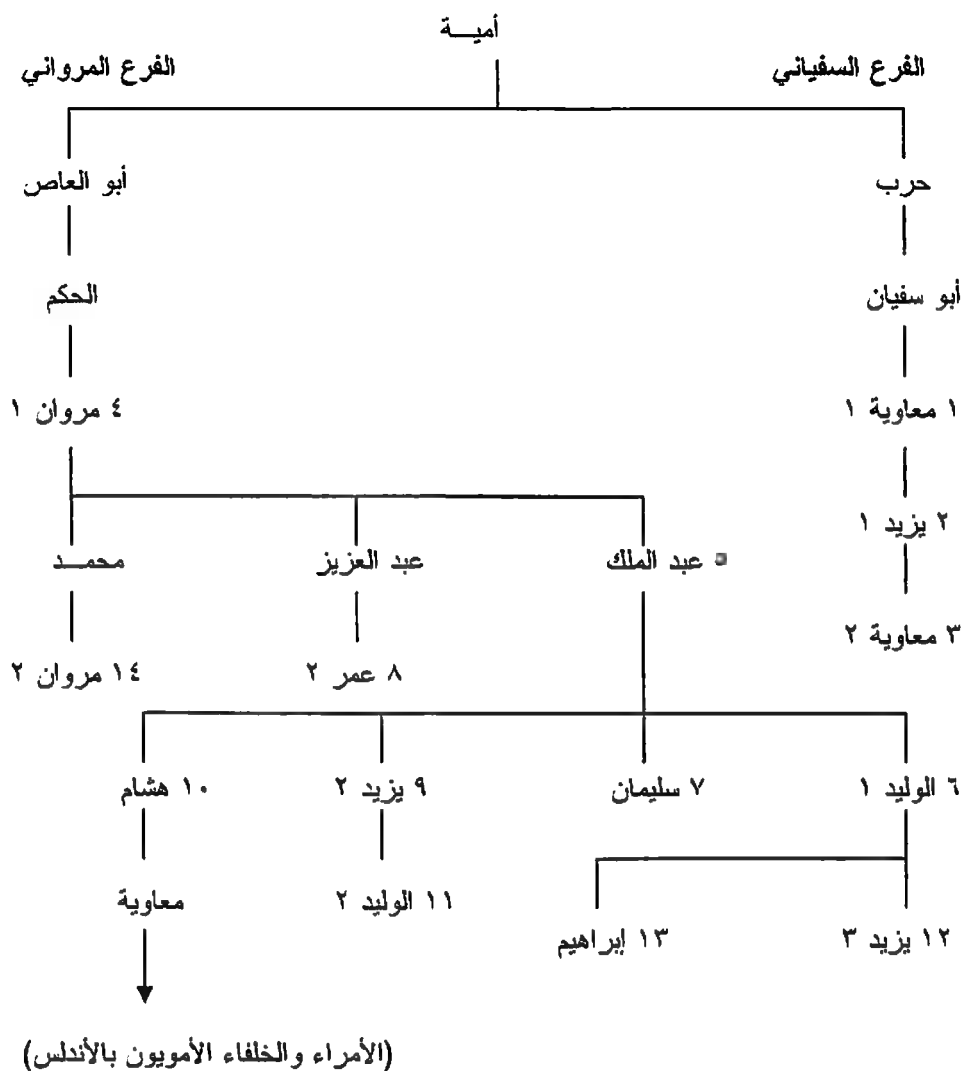 أميـــة
الفرع السفياني
الفرع المرواني
حرب
أبو العاص
أبو سفيان
الحكم
١ معاوية ١
٤ مروان ١
٢ يزيد ١
عبد الملك
عبد العزيز
محمـــد
٣ معاوية ٢
٨ عمر ٢
١٤ مروان ٢
٦ الوليد ١
٧ سليمان
٩ يزيد ٢
١٠ هشام
١١ الوليد ٢
معاوية
١٢ يزيد ٣
١٣ إبراهيم
(الأمراء والخلفاء الأمويون بالأندلس)